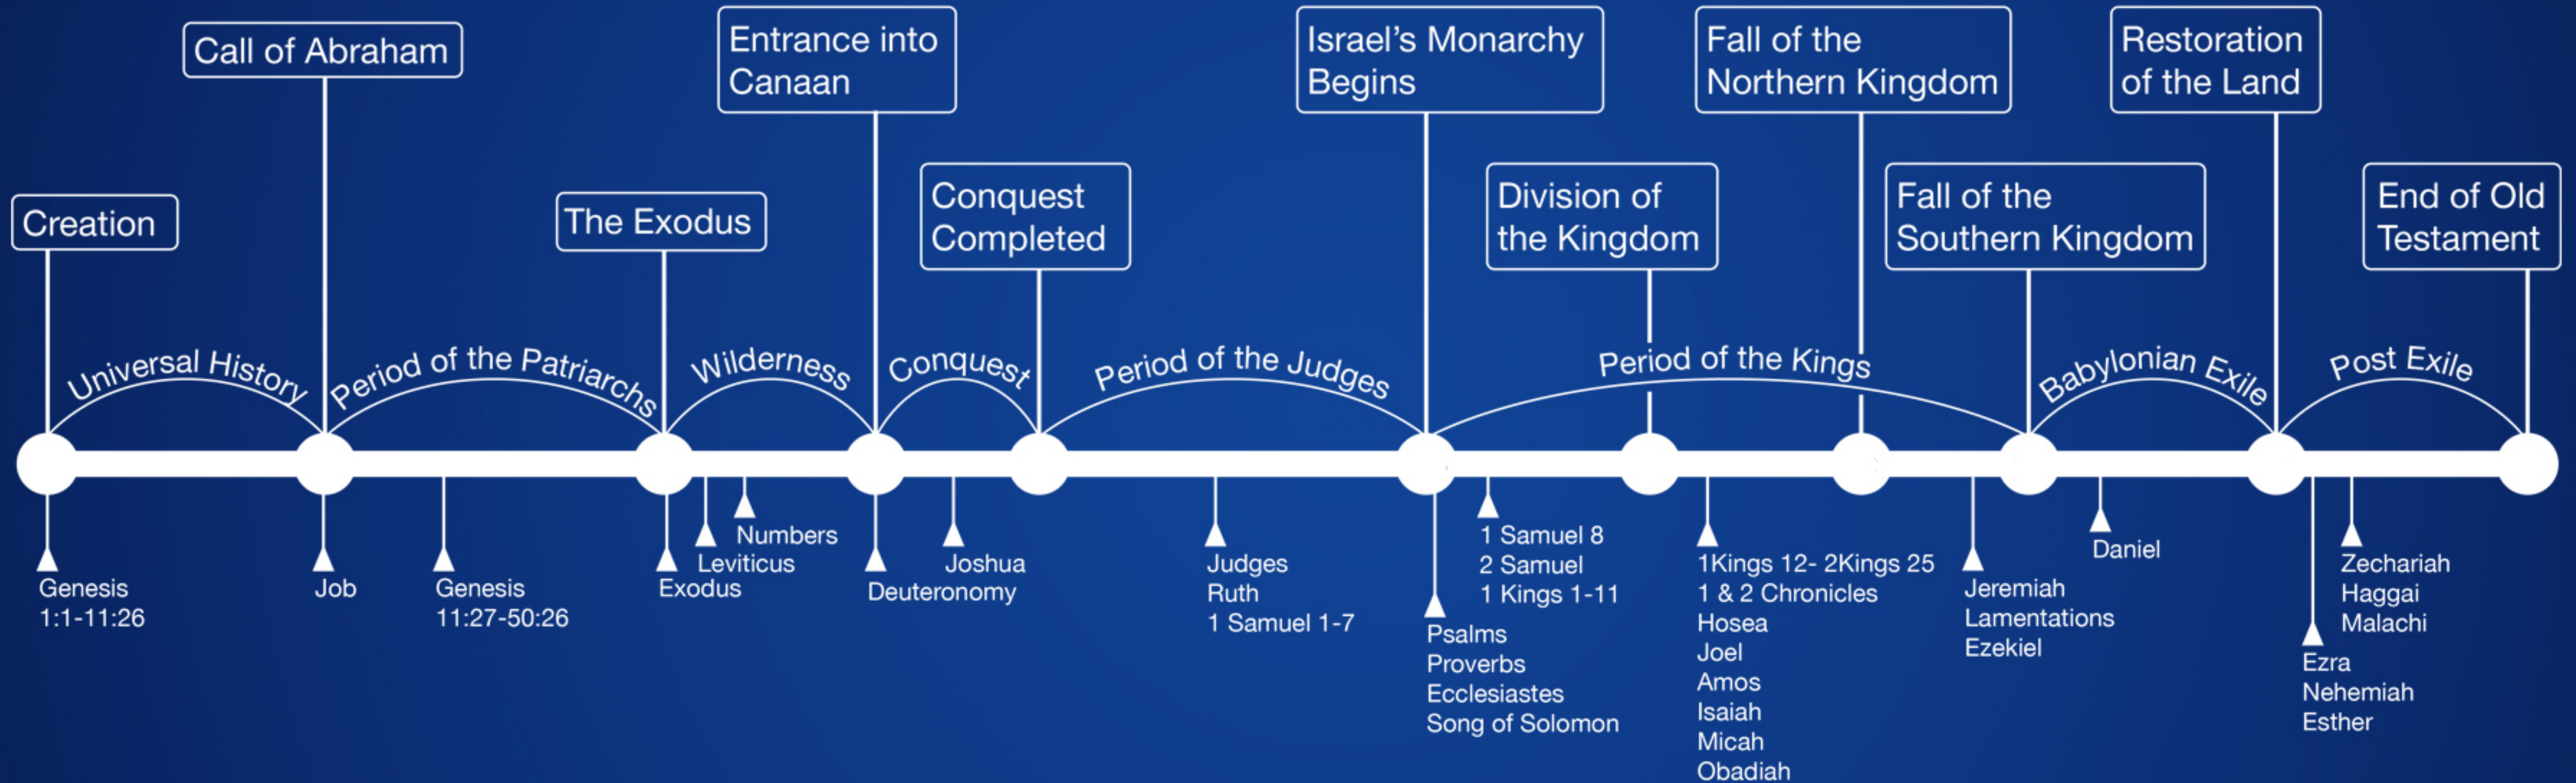 Call of Abraham
Entrance into
Canaan
Israel's Monarchy
Begins
Fall of the
Northern Kingdom
Restoration
of the Land
Creation
The Exodus
Conquest
Completed
Division of
the Kingdom
Fall of the
Southern Kingdom
End of Old
Testament
Universal History
Period of the Patriarchs
Wilderness
Conquest
Period of the Judges
Period of the Kings
Babylonian Exile
Post Exile
Genesis
1:1-11:26
Job
Genesis
11:27-50:26
Exodus
Leviticus
Numbers
Deuteronomy
Joshua
Judges
Ruth
1 Samuel 1-7
Psalms
Proverbs
Ecclesiastes
Song of Solomon
1 Samuel 8
2 Samuel
1 Kings 1-11
1Kings 12- 2Kings 25
1 & 2 Chronicles
Hosea
Joel
Amos
Isaiah
Micah
Obadiah
Jeremiah
Lamentations
Ezekiel
Daniel
Ezra
Nehemiah
Esther
Zechariah
Haggai
Malachi